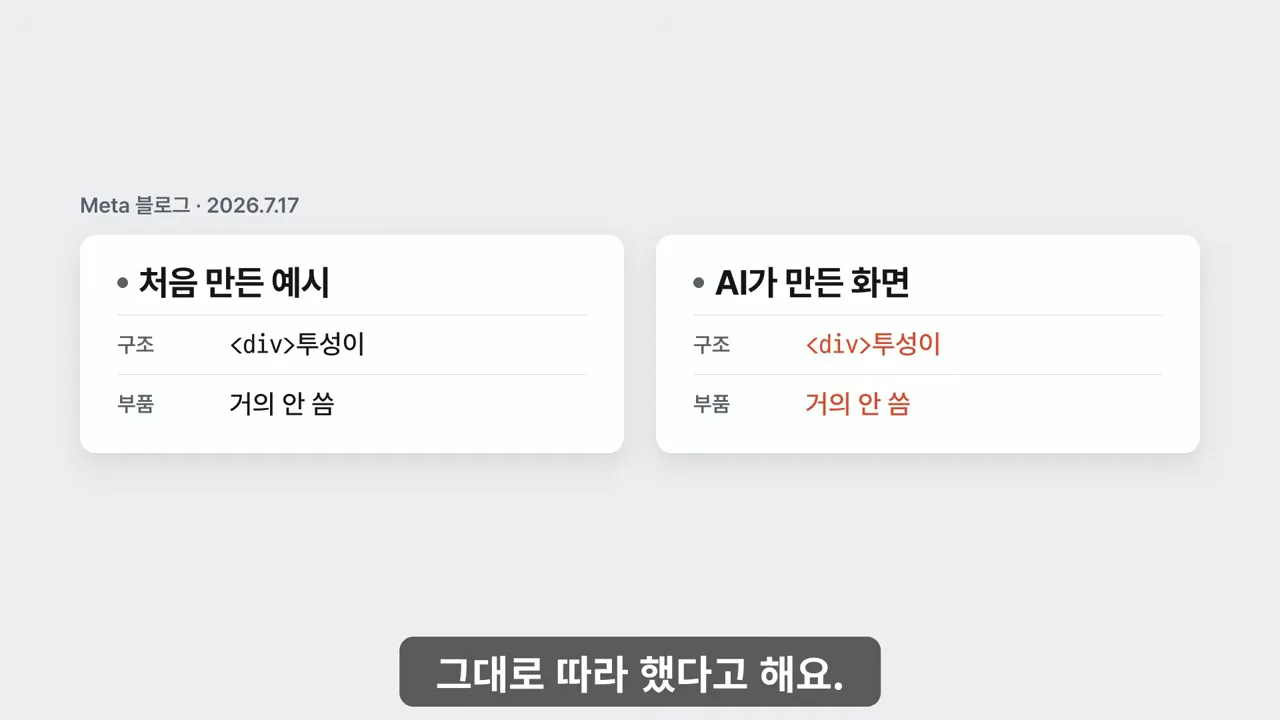 Meta 블로그 · 2026.7.17
• 처음 만든 예시
구조 <div>투성이
부품 거의 안 씀
• AI가 만든 화면
구조 <div>투성이
부품 거의 안 씀
그대로 따라 했다고 해요.